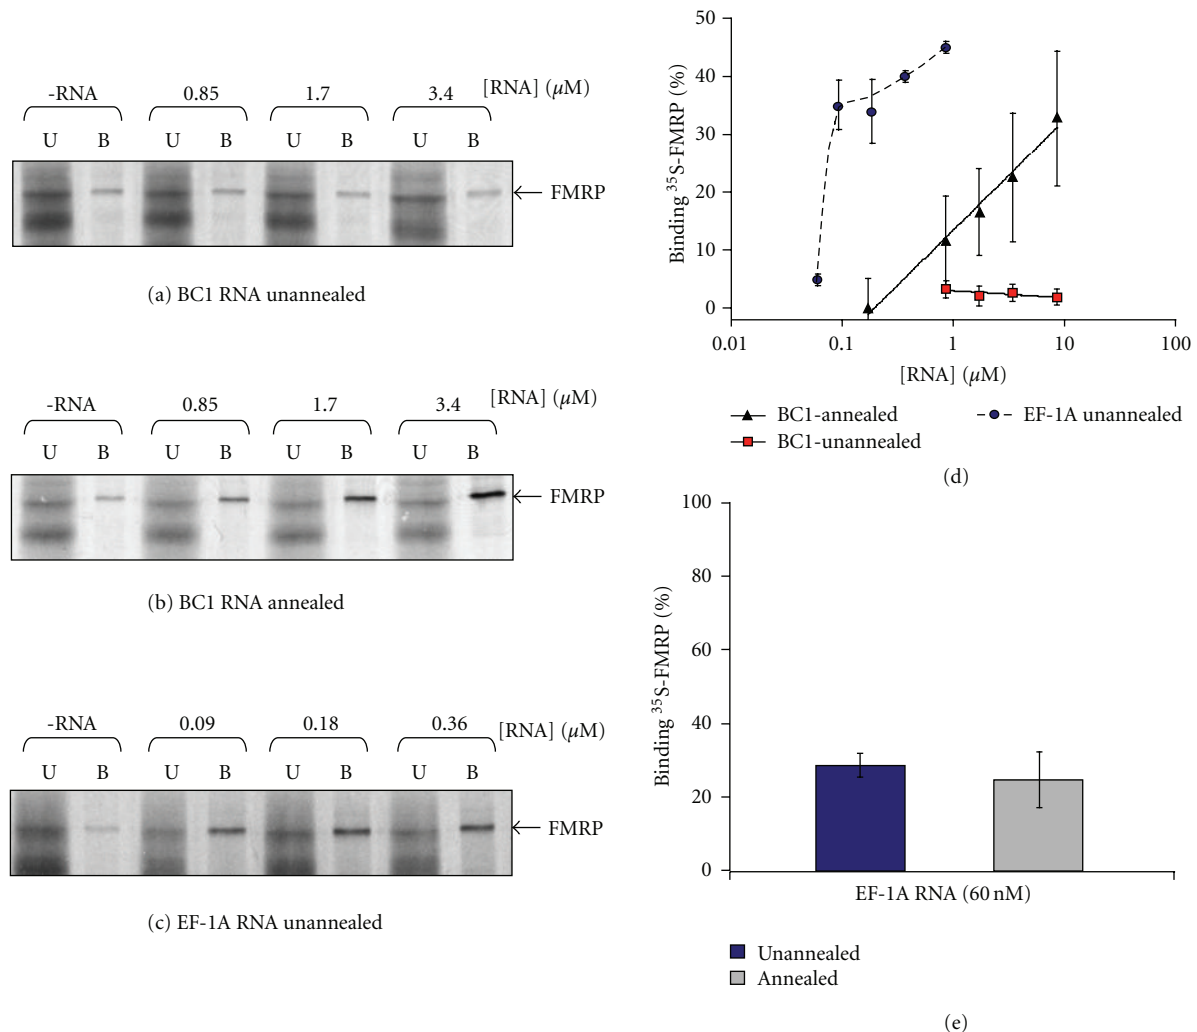 -RNA 0.85 1.7 3.4 [RNA] (µM)
U B U B U B U B
FMRP
(a) BC1 RNA unannealed
-RNA 0.85 1.7 3.4 [RNA] (µM)
U B U B U B U B
FMRP
(b) BC1 RNA annealed
-RNA 0.09 0.18 0.36 [RNA] (µM)
U B U B U B U B
FMRP
(c) EF-1A RNA unannealed
Binding ³⁵S-FMRP (%)
50
40
30
20
10
0
0.01 0.1 1 10 100
[RNA] (µM)
BC1-annealed EF-1A unannealed
BC1-unannealed
(d)
Binding ³⁵S-FMRP (%)
100
80
60
40
20
0
EF-1A RNA (60 nM)
Unannealed
Annealed
(e)